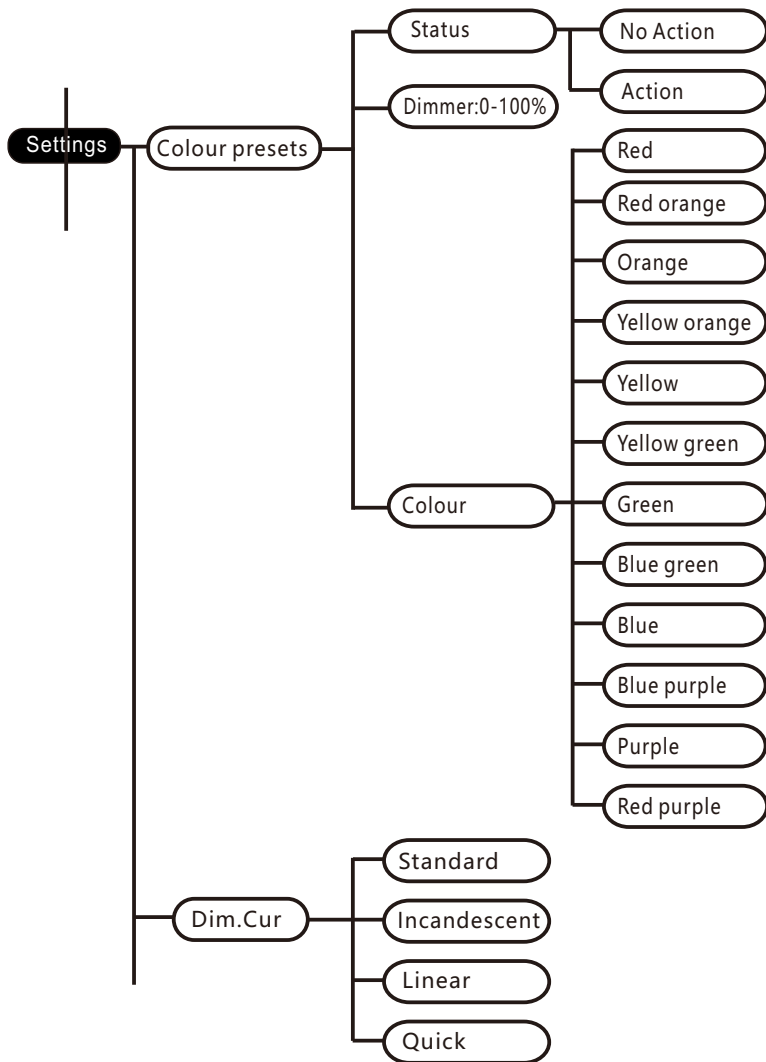 Settings
Colour presets
Status
No Action
Action
Dimmer:0-100%
Colour
Red
Red orange
Orange
Yellow orange
Yellow
Yellow green
Green
Blue green
Blue
Blue purple
Purple
Red purple
Dim.Cur
Standard
Incandescent
Linear
Quick